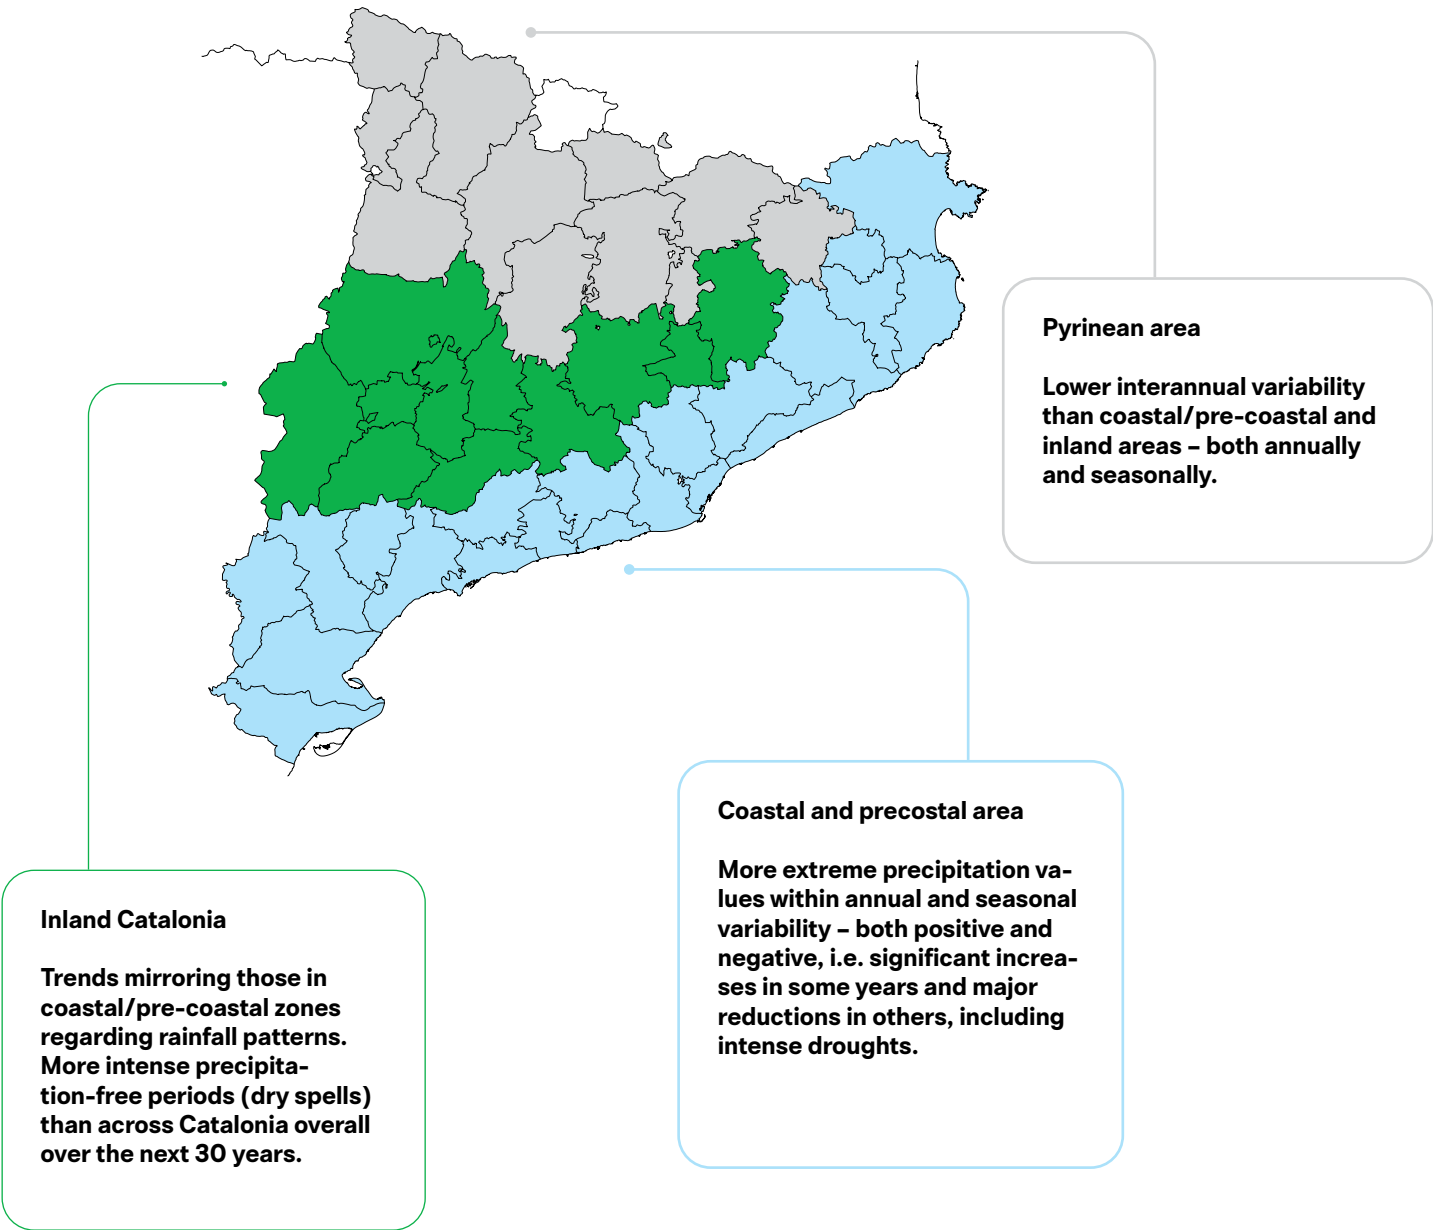 Pyrinean area
Lower interannual variability
than coastal/pre-coastal and
inland areas – both annually
and seasonally.
Coastal and precostal area
More extreme precipitation va-
lues within annual and seasonal
variability – both positive and
negative, i.e. significant increa-
ses in some years and major
reductions in others, including
intense droughts.
Inland Catalonia
Trends mirroring those in
coastal/pre-coastal zones
regarding rainfall patterns.
More intense precipita-
tion-free periods (dry spells)
than across Catalonia overall
over the next 30 years.